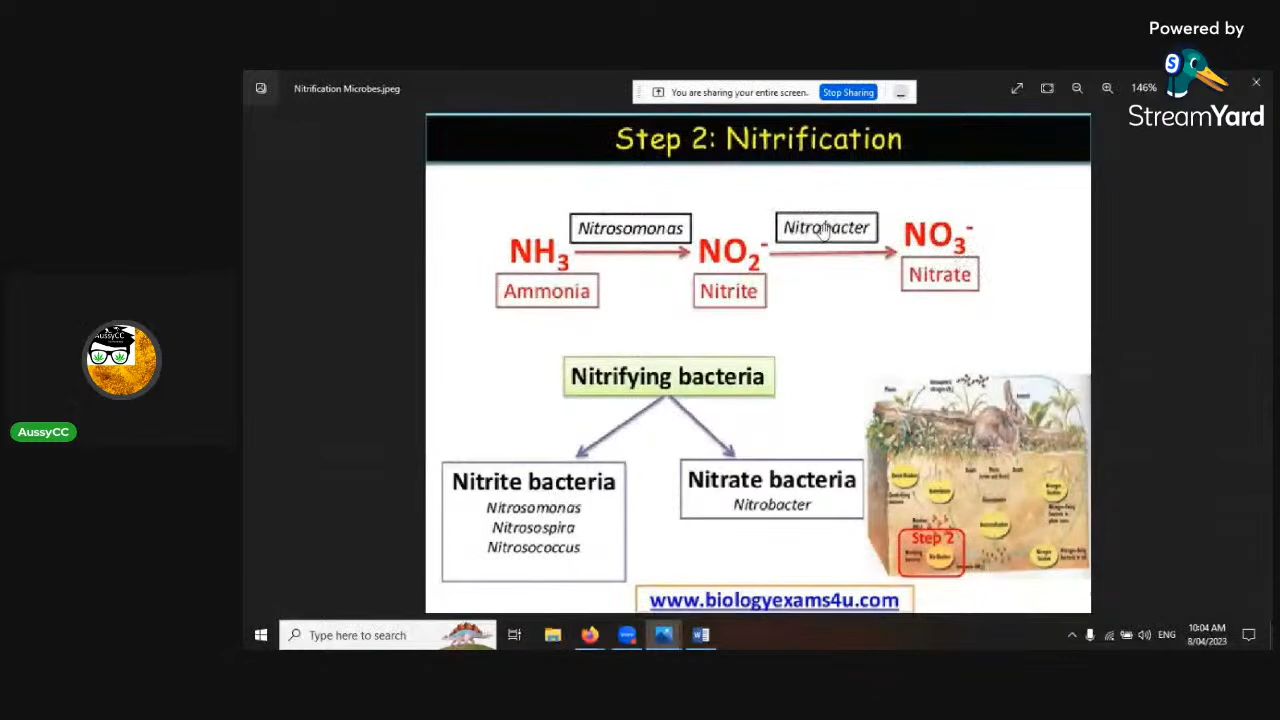 Powered by
StreamYard
Nitrification Microbes.jpeg
You are sharing your entire screen.
Stop Sharing
146%
Step 2: Nitrification
Nitrosomonas
Nitrobacter
NH3
NO2-
NO3-
Ammonia
Nitrite
Nitrate
AussyCC
AussyCC
Nitrifying bacteria
Nitrite bacteria
Nitrosomonas
Nitrosospira
Nitrosococcus
Nitrate bacteria
Nitrobacter
Step 2
www.biologyexams4u.com
Type here to search
ENG
10:04 AM
8/04/2023